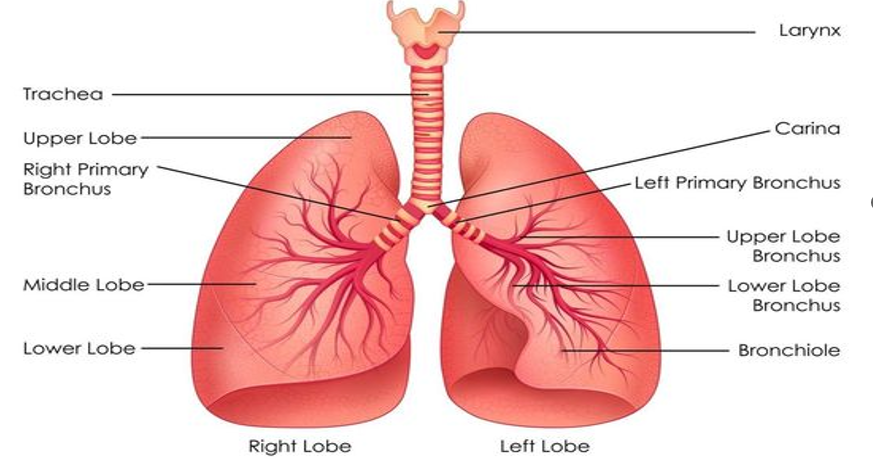 Larynx
Trachea
Carina
Upper Lobe
Right Primary
Bronchus
Left Primary Bronchus
Upper Lobe
Bronchus
Middle Lobe
Lower Lobe
Bronchus
Lower Lobe
Bronchiole
Right Lobe
Left Lobe